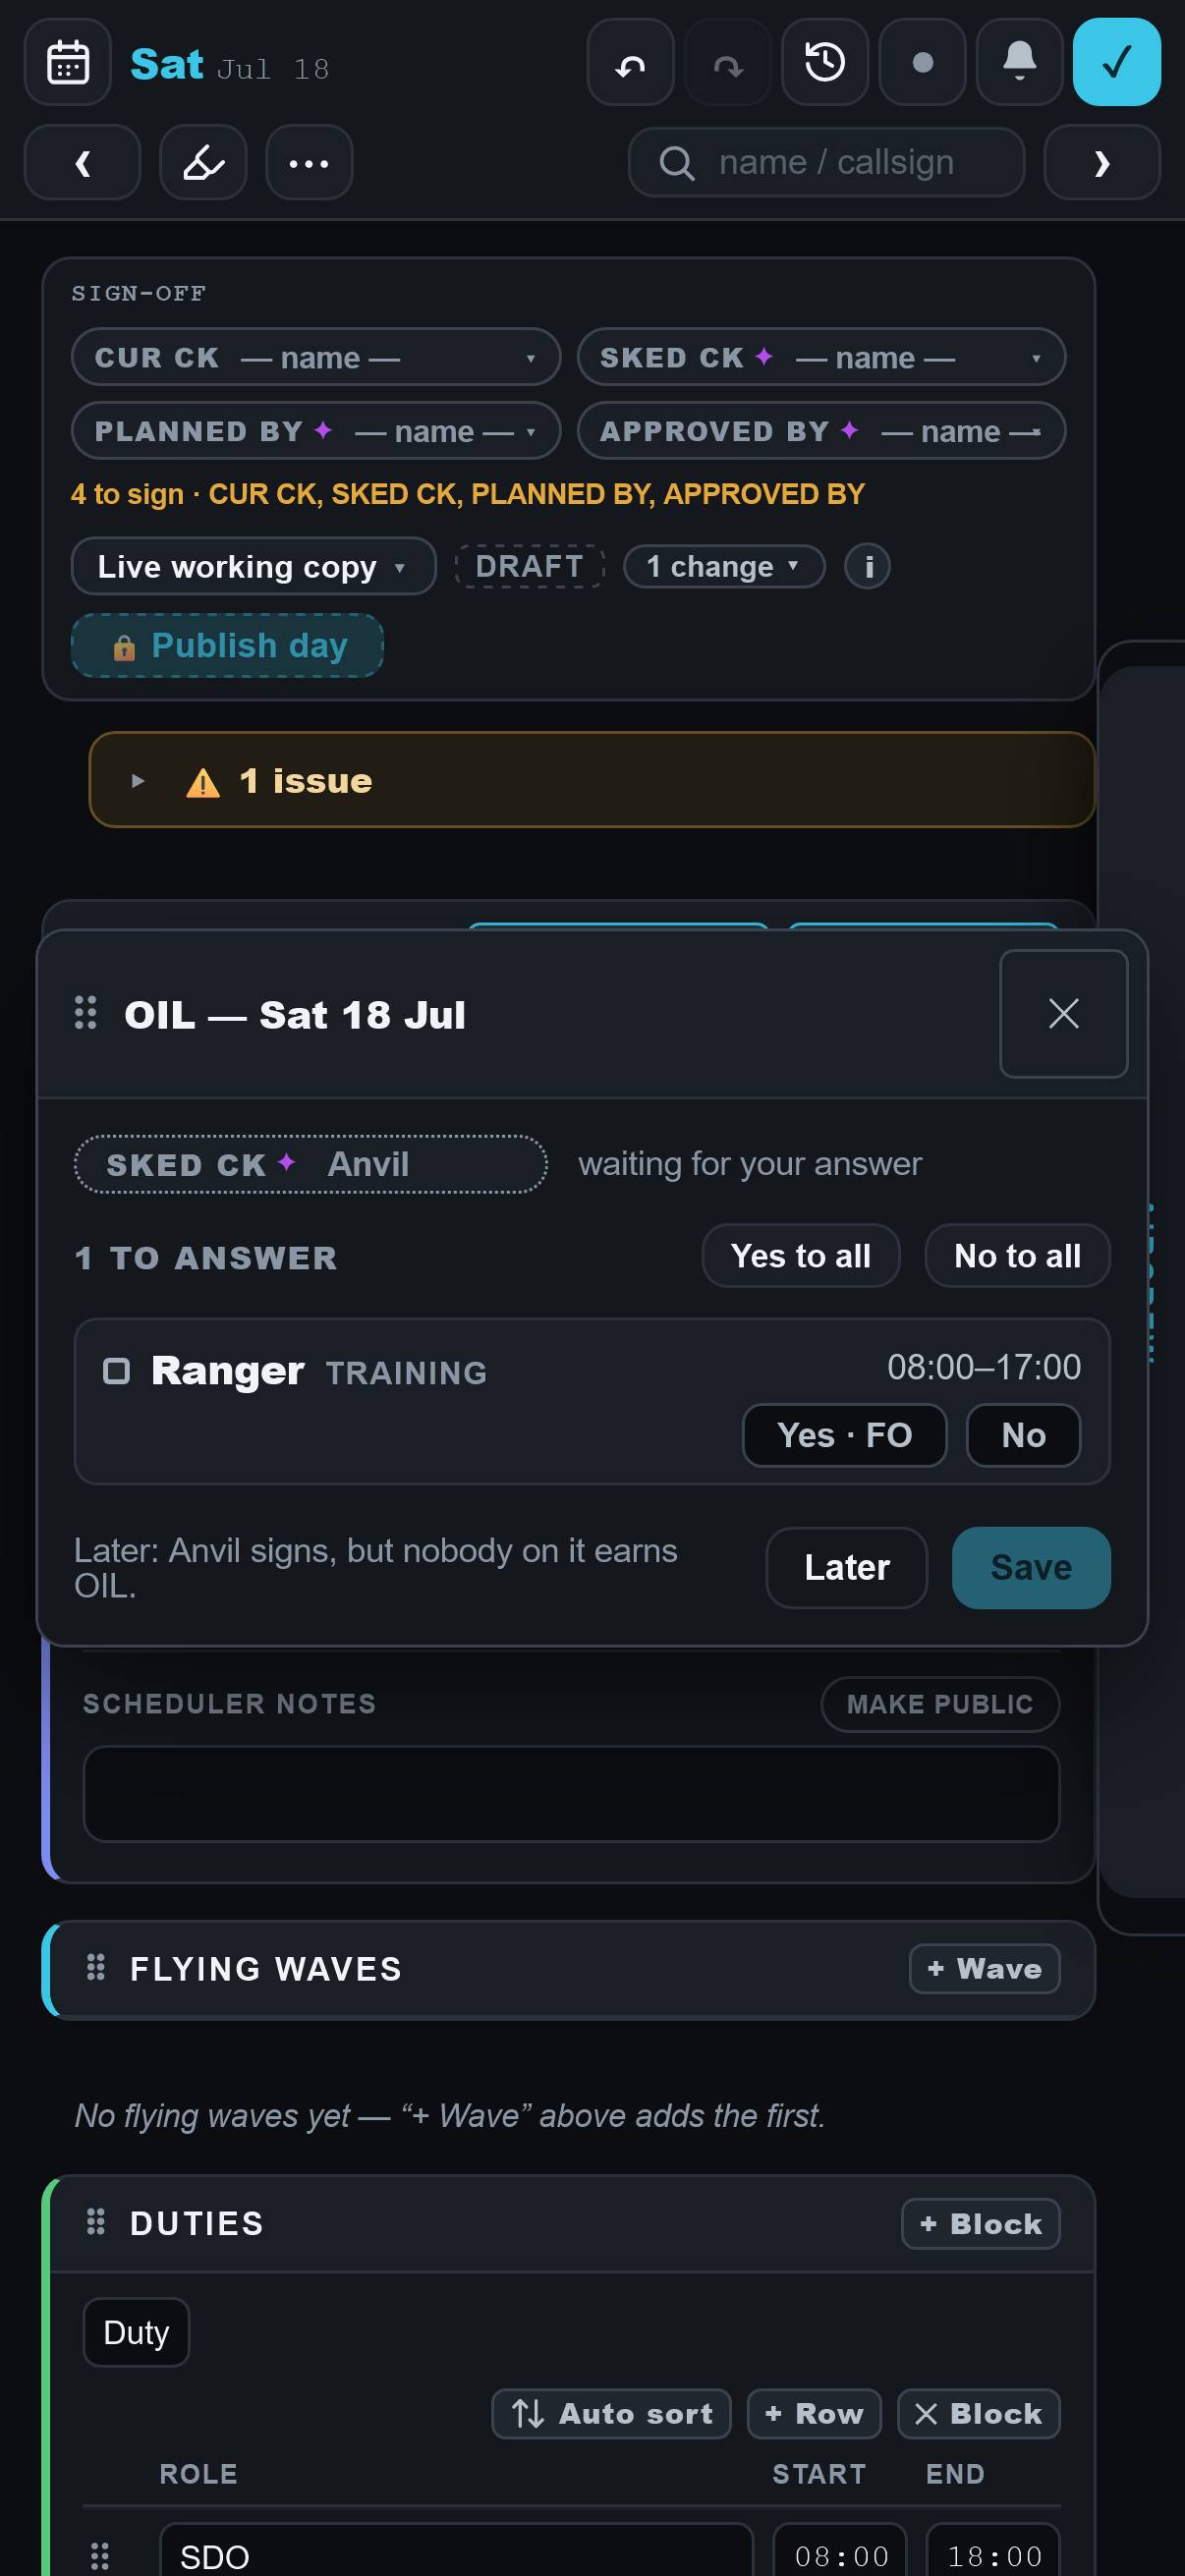 Sat Jul 18
name / callsign
SIGN-OFF
CUR CK — name —
SKED CK — name —
PLANNED BY — name —
APPROVED BY — name —
4 to sign · CUR CK, SKED CK, PLANNED BY, APPROVED BY
Live working copy DRAFT 1 change i
Publish day
1 issue
OIL — Sat 18 Jul
SKED CK Anvil waiting for your answer
1 TO ANSWER Yes to all No to all
Ranger TRAINING 08:00–17:00
Yes · FO No
Later: Anvil signs, but nobody on it earns
OIL.
Later Save
SCHEDULER NOTES MAKE PUBLIC
FLYING WAVES + Wave
No flying waves yet — “+ Wave” above adds the first.
DUTIES + Block
Duty
Auto sort + Row × Block
ROLE START END
SDO 08:00 18:00